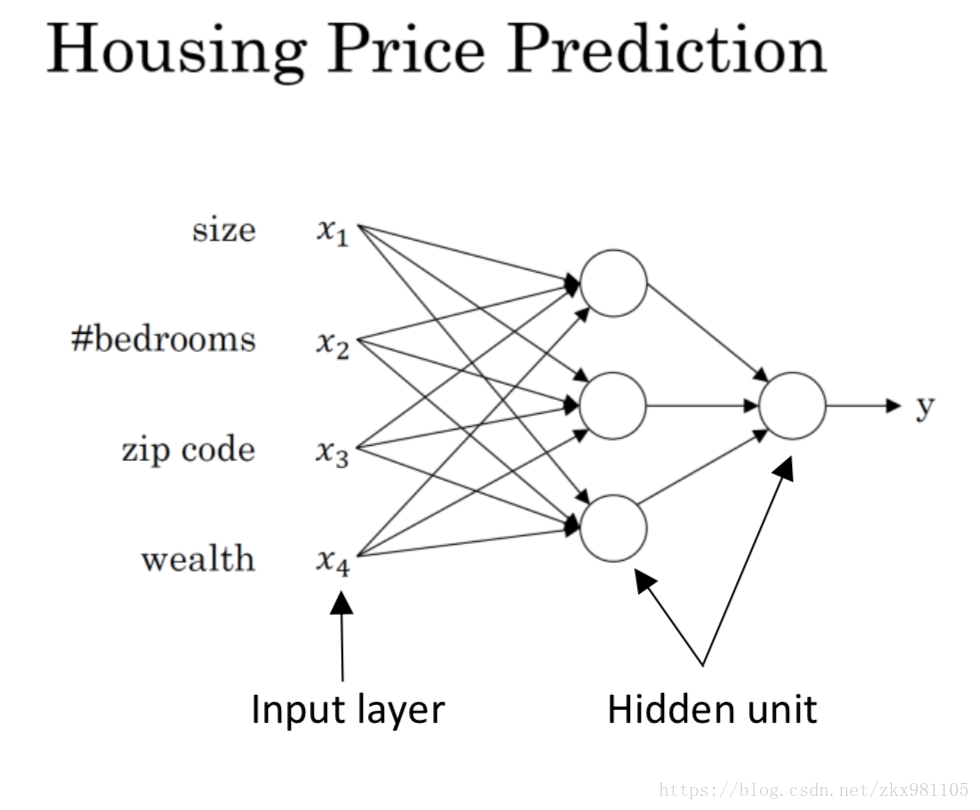 Housing Price Prediction
size x₁
#bedrooms x₂
zip code x₃
y
wealth x₄
Input layer
Hidden unit
https://blog.csdn.net/zkx981105